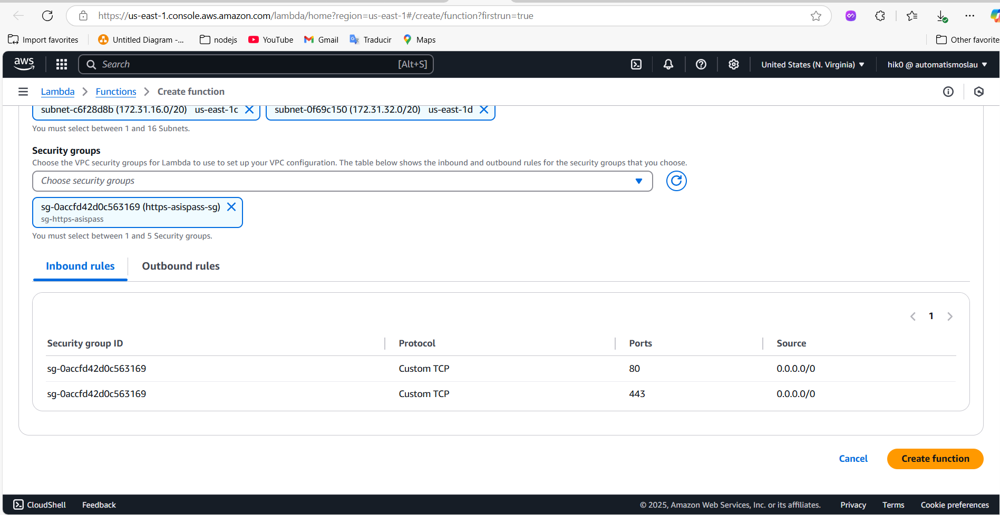 https://us-east-1.console.aws.amazon.com/lambda/home?region=us-east-1#/create/function?firstrun=true
Import favorites Untitled Diagram -... nodejs YouTube Gmail Traducir Maps Other favorite
aws Search [Alt+S] United States (N. Virginia) hik0 @ automatismoslau
Lambda Functions Create function
subnet-c6f28d8b (172.31.16.0/20) us-east-1c subnet-0f69c150 (172.31.32.0/20) us-east-1d
You must select between 1 and 16 Subnets.
Security groups
Choose the VPC security groups for Lambda to use to set up your VPC configuration. The table below shows the inbound and outbound rules for the security groups that you choose.
Choose security groups
sg-0accfd42d0c563169 (https-asispass-sg)
sg-https-asispass
You must select between 1 and 5 Security groups.
Inbound rules Outbound rules
1
Security group ID Protocol Ports Source
sg-0accfd42d0c563169 Custom TCP 80 0.0.0.0/0
sg-0accfd42d0c563169 Custom TCP 443 0.0.0.0/0
Cancel Create function
CloudShell Feedback © 2025, Amazon Web Services, Inc. or its affiliates. Privacy Terms Cookie preferences